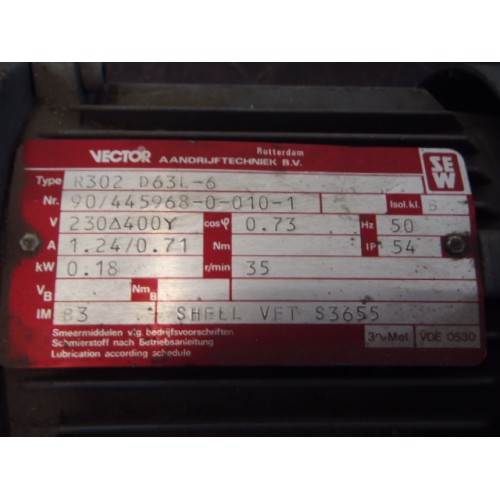 Rotterdam
VECTOR AANDRIJFTECHNIEK B.V.
SEW
Type R302 D63L-6
Nr. 90/445968-0-010-1 Isol.kl. B
V 230Δ400Y cosφ 0.73 Hz 50
A 1.24/0.71 Nm IP 54
kW 0.18 r/min 35
VB NmB
IM B3 SHELL VET S3655
Smeermiddelen vlg. bedrijfsvoorschriften
Schmierstoff nach Betriebsanleitung
Lubrication according schedule
3~Mot. VDE 0530